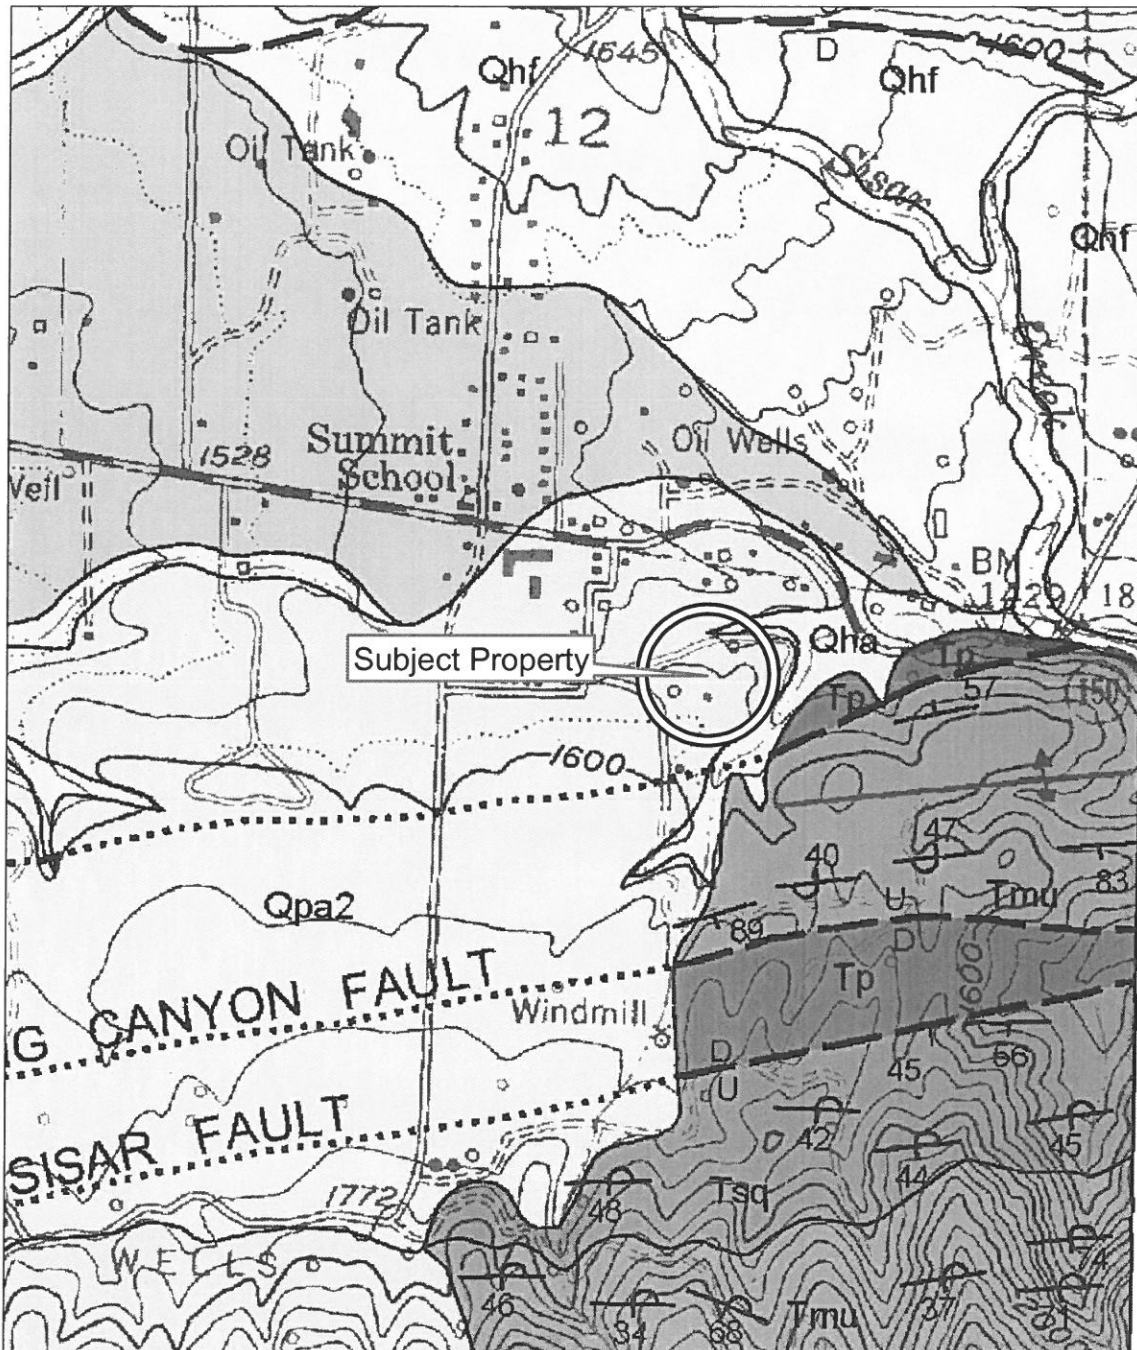 1645
Qhf
D
1600
Qhf
12
Oil Tank
Sisar
Qhf
Oil Tank
Creek
Summit
School
1528
Oil Wells
Well
BM
1429
18
Subject Property
Qha
Tp
Tp
57
150
1600
47
40
Qpa2
U
Tmu
83
89
D
Tp
1600
G CANYON FAULT
Windmill
D
U
45
56
SISAR FAULT
42
44
45
1772
48
Tsq
WELLS
74
46
34
68
Tmu
37